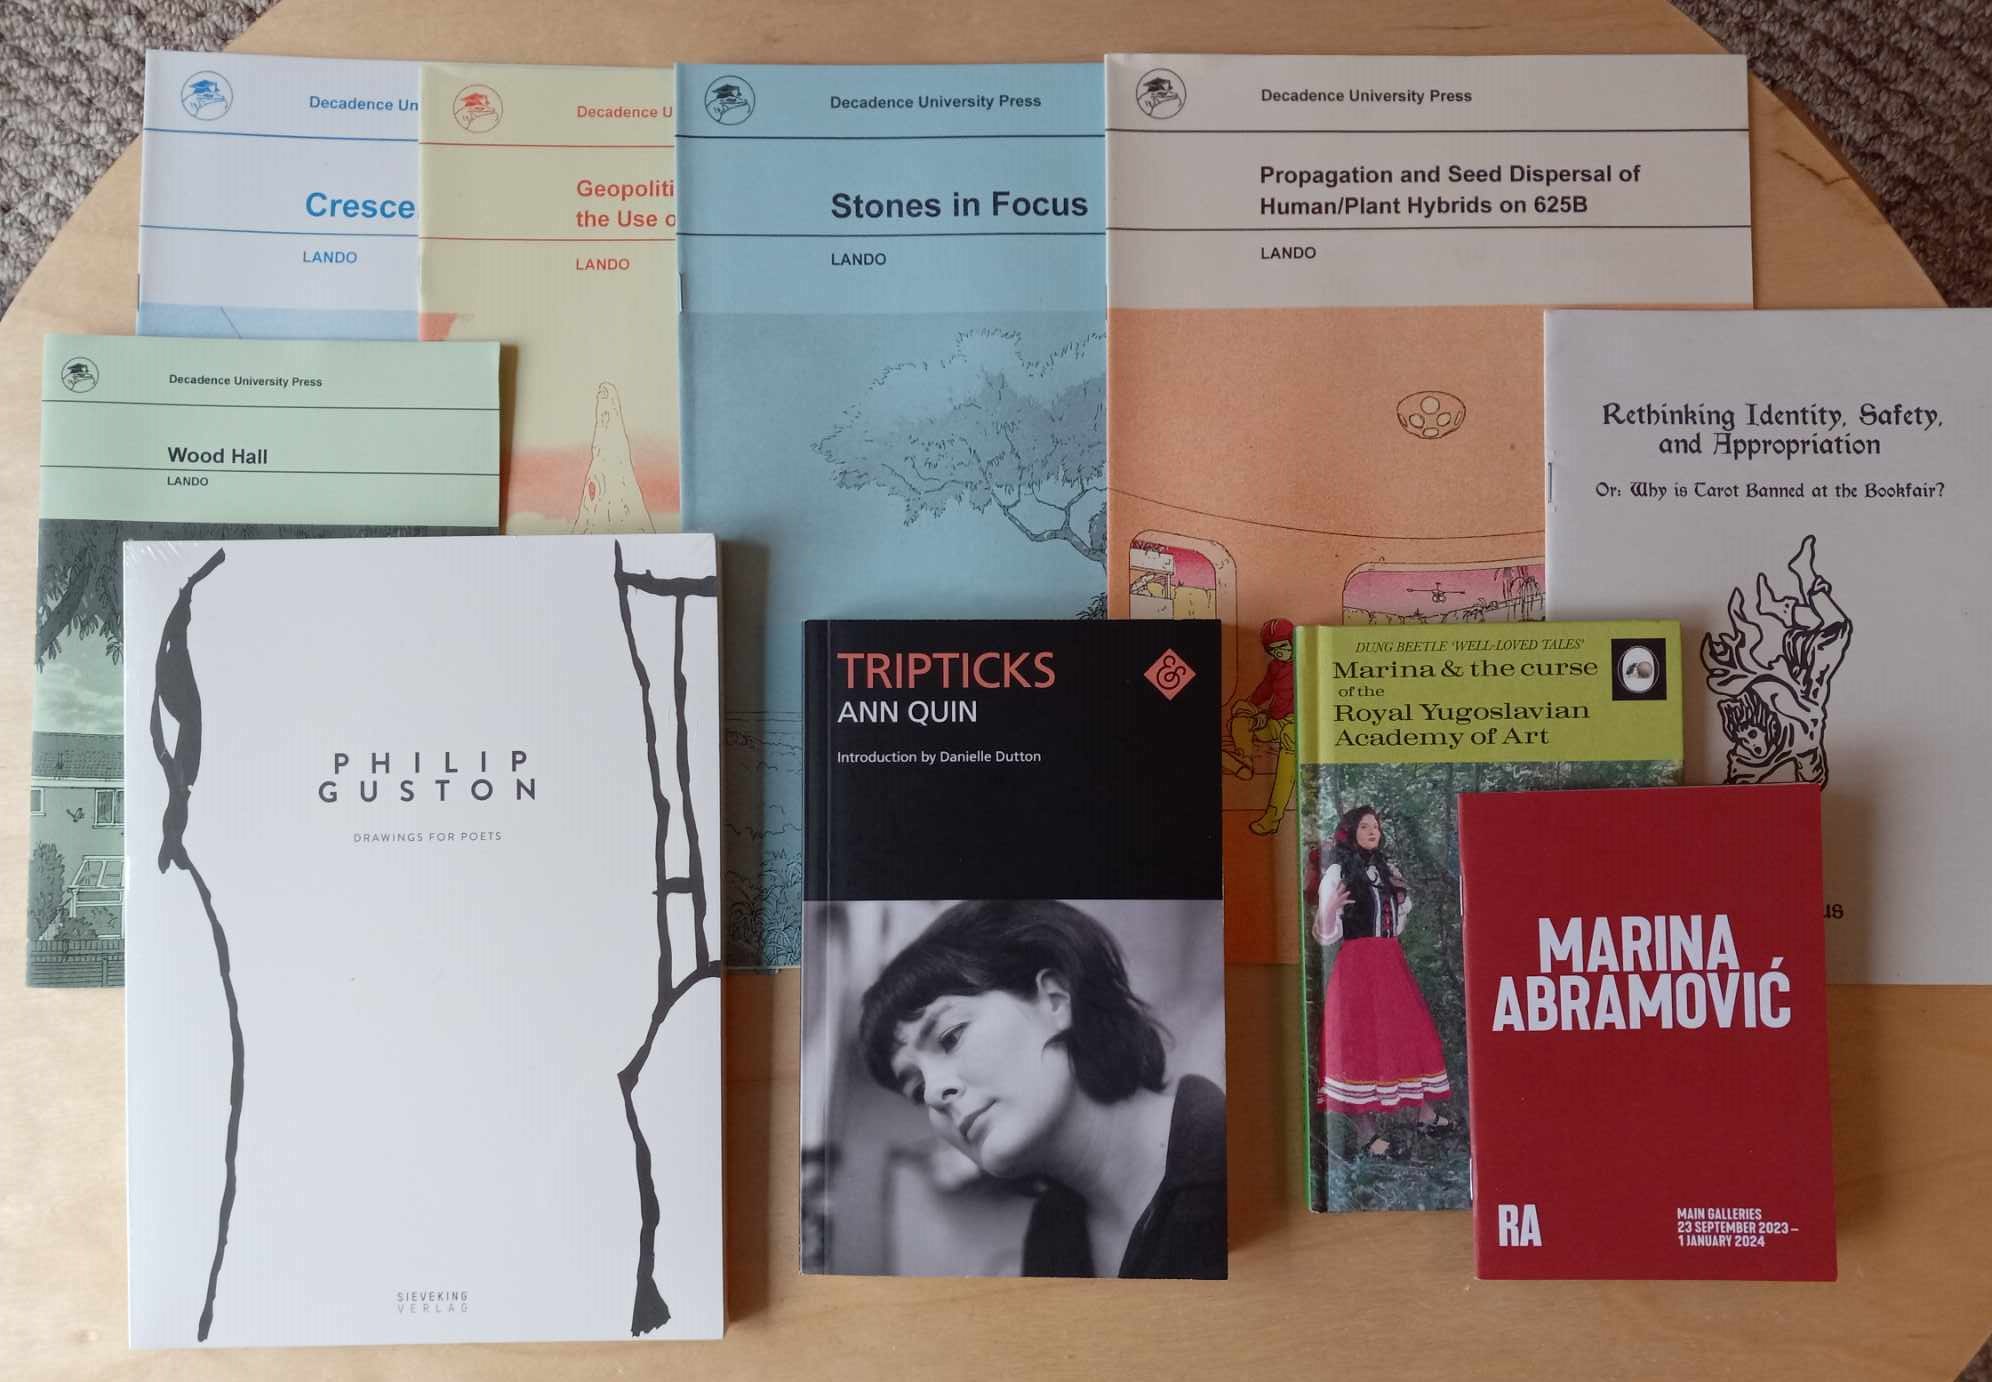 Decadence Un
Cresce
LANDO
Decadence U
Geopoliti
the Use o
LANDO
Decadence University Press
Stones in Focus
LANDO
Decadence University Press
Propagation and Seed Dispersal of
Human/Plant Hybrids on 625B
LANDO
Decadence University Press
Wood Hall
LANDO
Rethinking Identity, Safety,
and Appropriation
Or: Why is Tarot Banned at the Bookfair?
us
PHILIP
GUSTON
DRAWINGS FOR POETS
SIEVEKING
VERLAG
TRIPTICKS
ANN QUIN
&
Introduction by Danielle Dutton
DUNG BEETLE ‘WELL-LOVED TALES’
Marina & the curse
of the
Royal Yugoslavian
Academy of Art
MARINA
ABRAMOVIĆ
RA
MAIN GALLERIES
23 SEPTEMBER 2023 –
1 JANUARY 2024